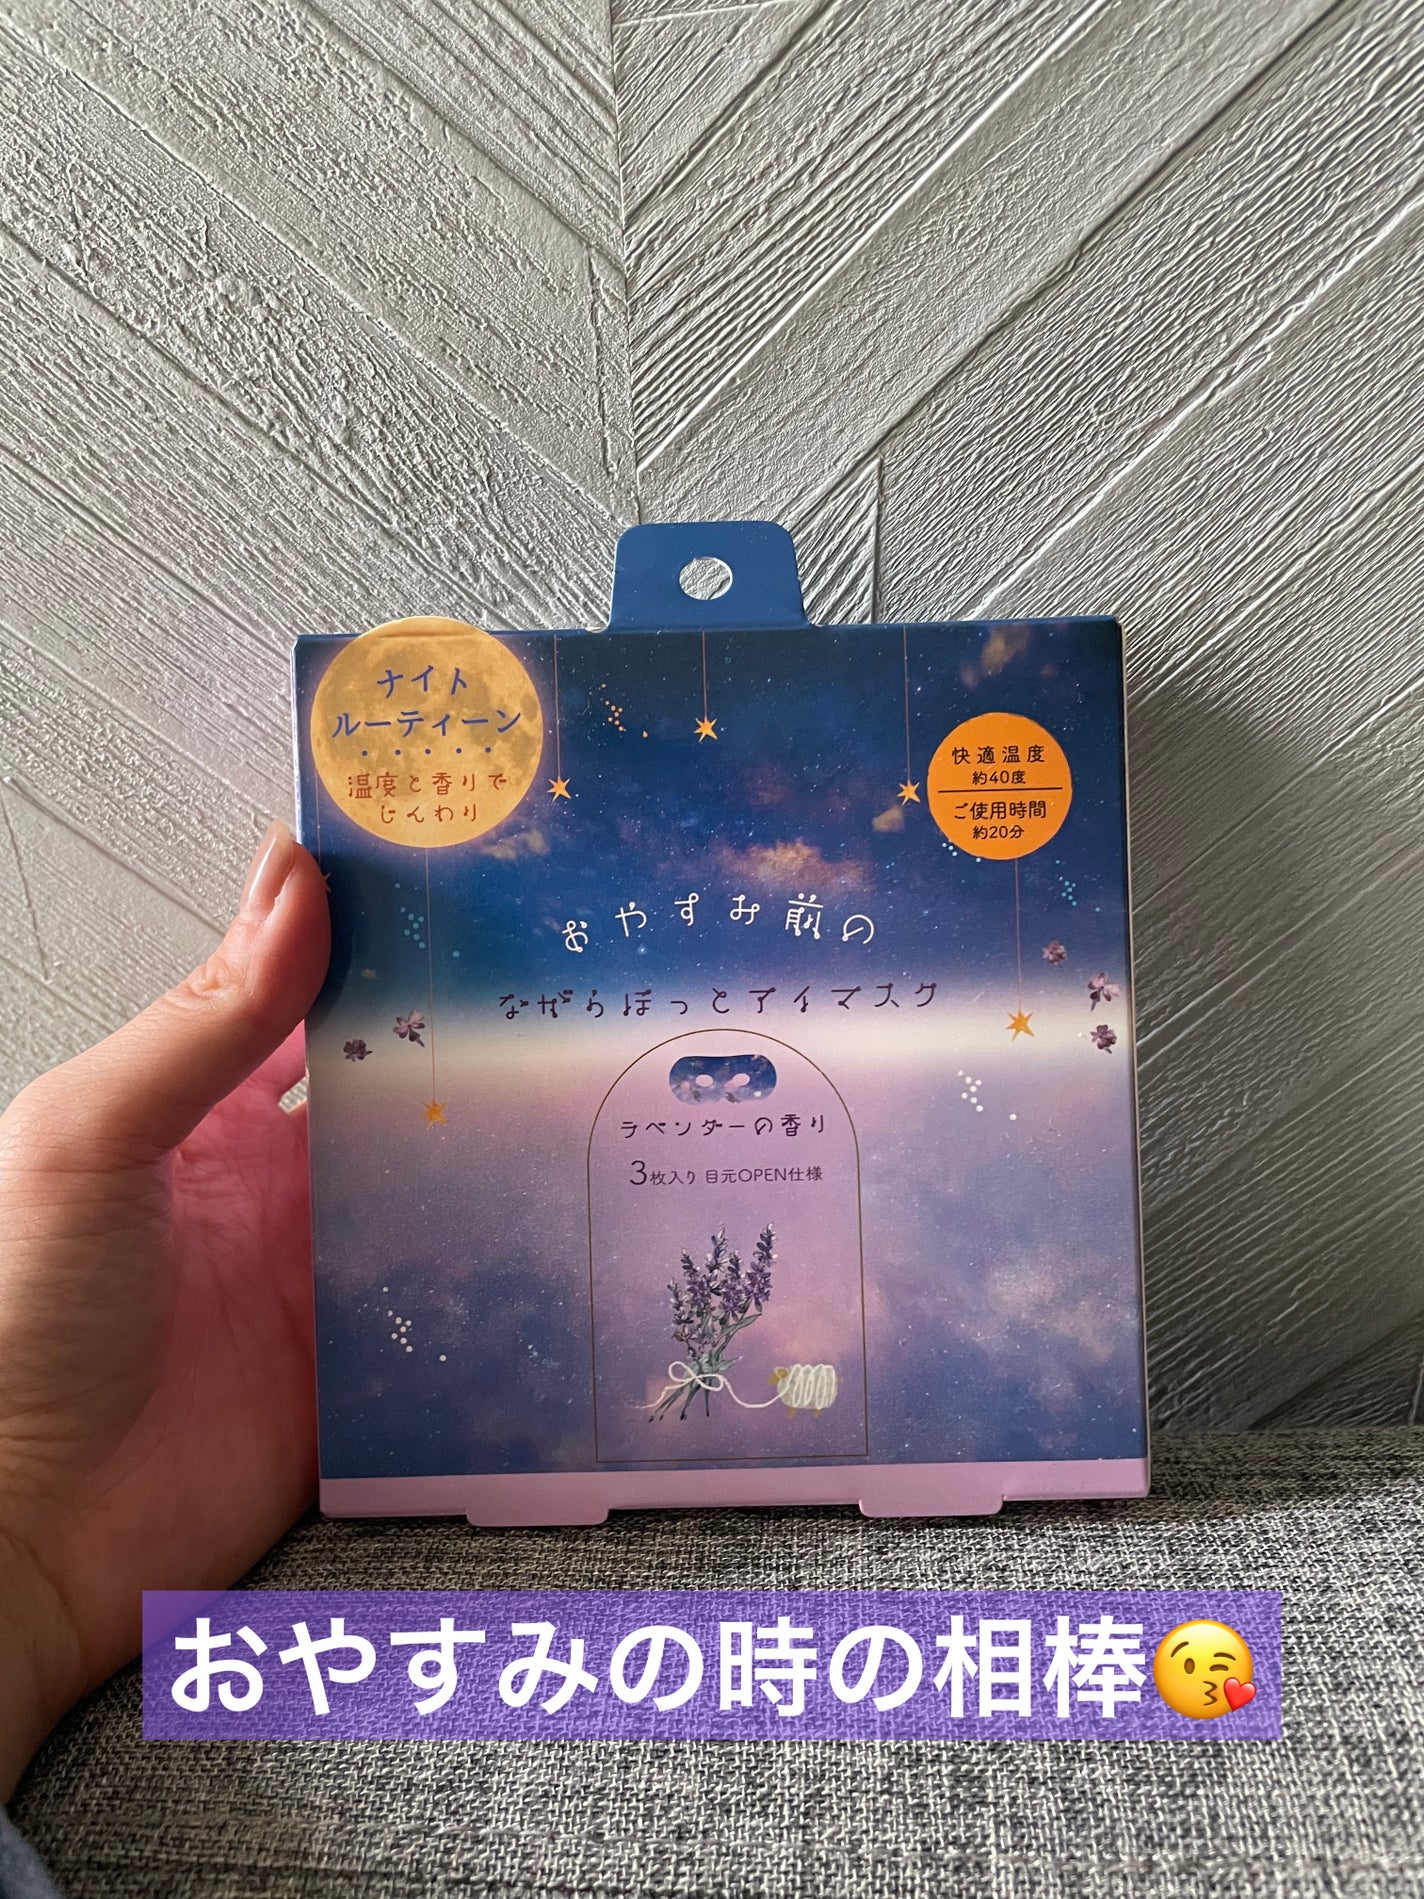 ナイト
ルーティーン
温度と香りで
じんわり
快適温度
約40度
ご使用時間
約20分
おやすみ前の
ながらほっとアイマスク
ラベンダーの香り
3枚入り 目元OPEN仕様
おやすみの時の相棒😘